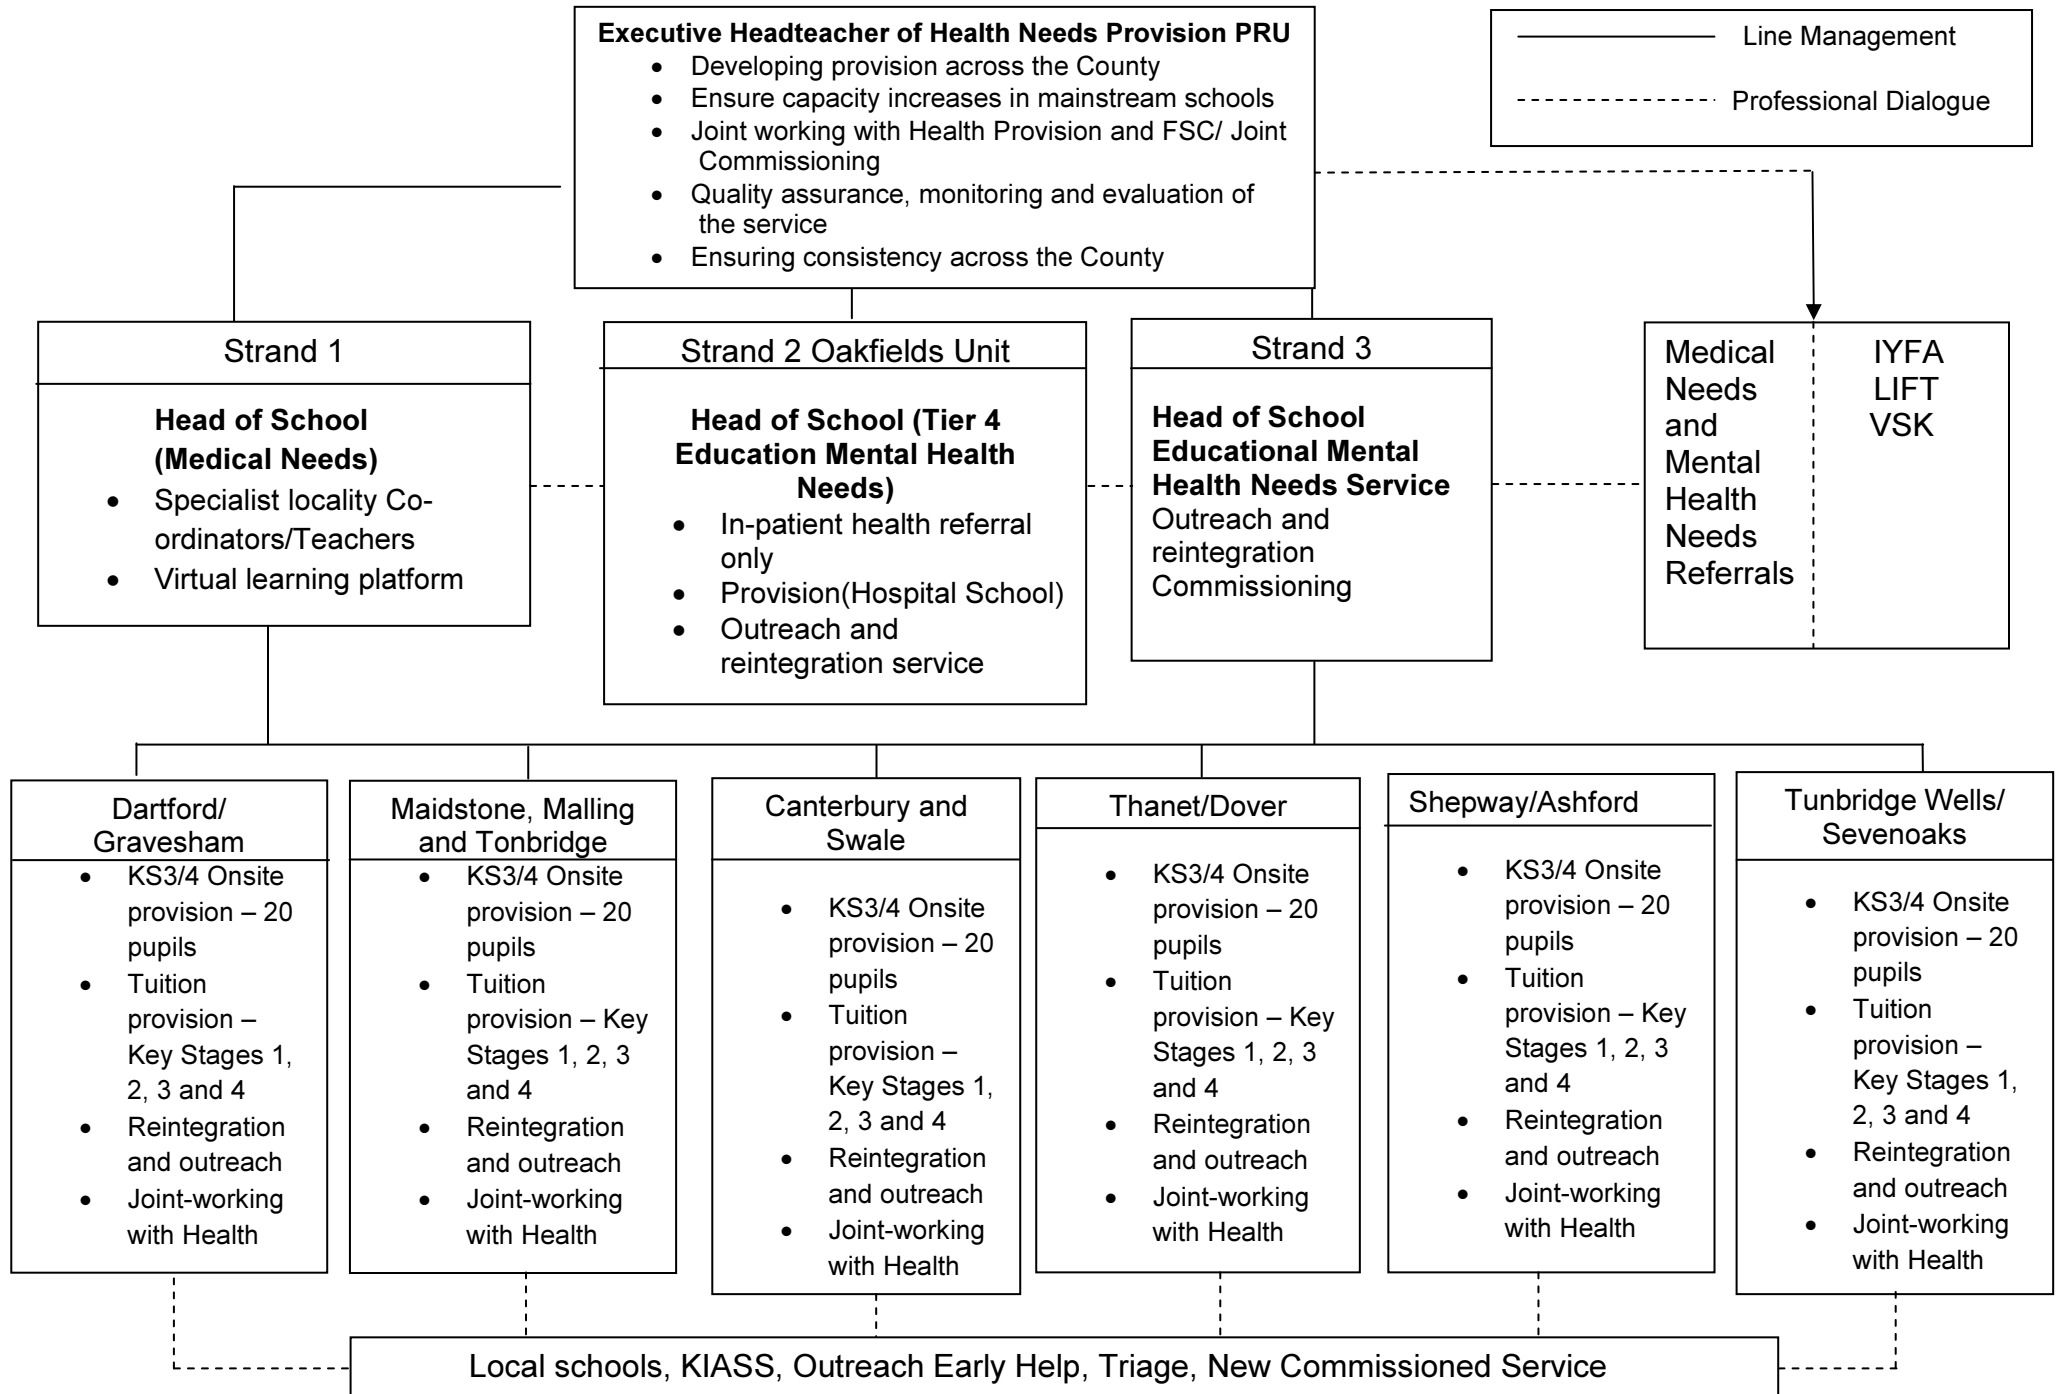 Executive Headteacher of Health Needs Provision PRU
• Developing provision across the County
• Ensure capacity increases in mainstream schools
• Joint working with Health Provision and FSC/ Joint
Commissioning
• Quality assurance, monitoring and evaluation of
the service
• Ensuring consistency across the County
Line Management
Professional Dialogue
Strand 1
Head of School
(Medical Needs)
• Specialist locality Co-
ordinators/Teachers
• Virtual learning platform
Strand 2 Oakfields Unit
Head of School (Tier 4
Education Mental Health
Needs)
• In-patient health referral
only
• Provision(Hospital School)
• Outreach and
reintegration service
Strand 3
Head of School
Educational Mental
Health Needs Service
Outreach and
reintegration
Commissioning
Medical
Needs
and
Mental
Health
Needs
Referrals
IYFA
LIFT
VSK
Dartford/
Gravesham
• KS3/4 Onsite
provision – 20
pupils
• Tuition
provision –
Key Stages 1,
2, 3 and 4
• Reintegration
and outreach
• Joint-working
with Health
Maidstone, Malling
and Tonbridge
• KS3/4 Onsite
provision – 20
pupils
• Tuition
provision – Key
Stages 1, 2, 3
and 4
• Reintegration
and outreach
• Joint-working
with Health
Canterbury and
Swale
• KS3/4 Onsite
provision – 20
pupils
• Tuition
provision –
Key Stages 1,
2, 3 and 4
• Reintegration
and outreach
• Joint-working
with Health
Thanet/Dover
• KS3/4 Onsite
provision – 20
pupils
• Tuition
provision – Key
Stages 1, 2, 3
and 4
• Reintegration
and outreach
• Joint-working
with Health
Shepway/Ashford
• KS3/4 Onsite
provision – 20
pupils
• Tuition
provision – Key
Stages 1, 2, 3
and 4
• Reintegration
and outreach
• Joint-working
with Health
Tunbridge Wells/
Sevenoaks
• KS3/4 Onsite
provision – 20
pupils
• Tuition
provision –
Key Stages 1,
2, 3 and 4
• Reintegration
and outreach
• Joint-working
with Health
Local schools, KIASS, Outreach Early Help, Triage, New Commissioned Service